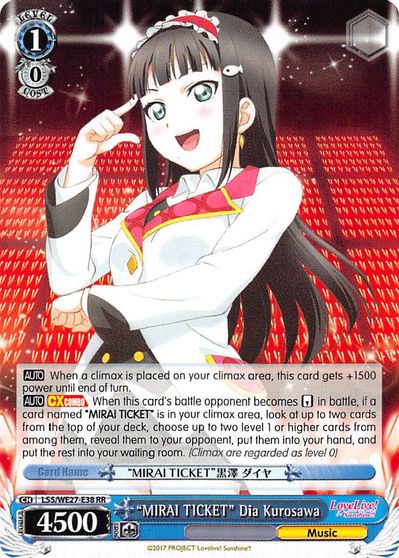 LEVEL
1
0
COST
AUTO When a climax is placed on your climax area, this card gets +1500
power until end of turn.
AUTO CXCOMBO When this card's battle opponent becomes in battle, if a
card named "MIRAI TICKET" is in your climax area, look at up to two cards
from the top of your deck, choose up to two level 1 or higher cards from
among them, reveal them to your opponent, put them into your hand, and
put the rest into your waiting room. (Climax are regarded as level 0)
Card Name "MIRAI TICKET"黒澤 ダイヤ
CH LSS/WE27-E38 RR
POWER 4500 "MIRAI TICKET" Dia Kurosawa
LoveLive! Sunshine!!
Music
©2017 PROJECT Lovelive! Sunshine!!